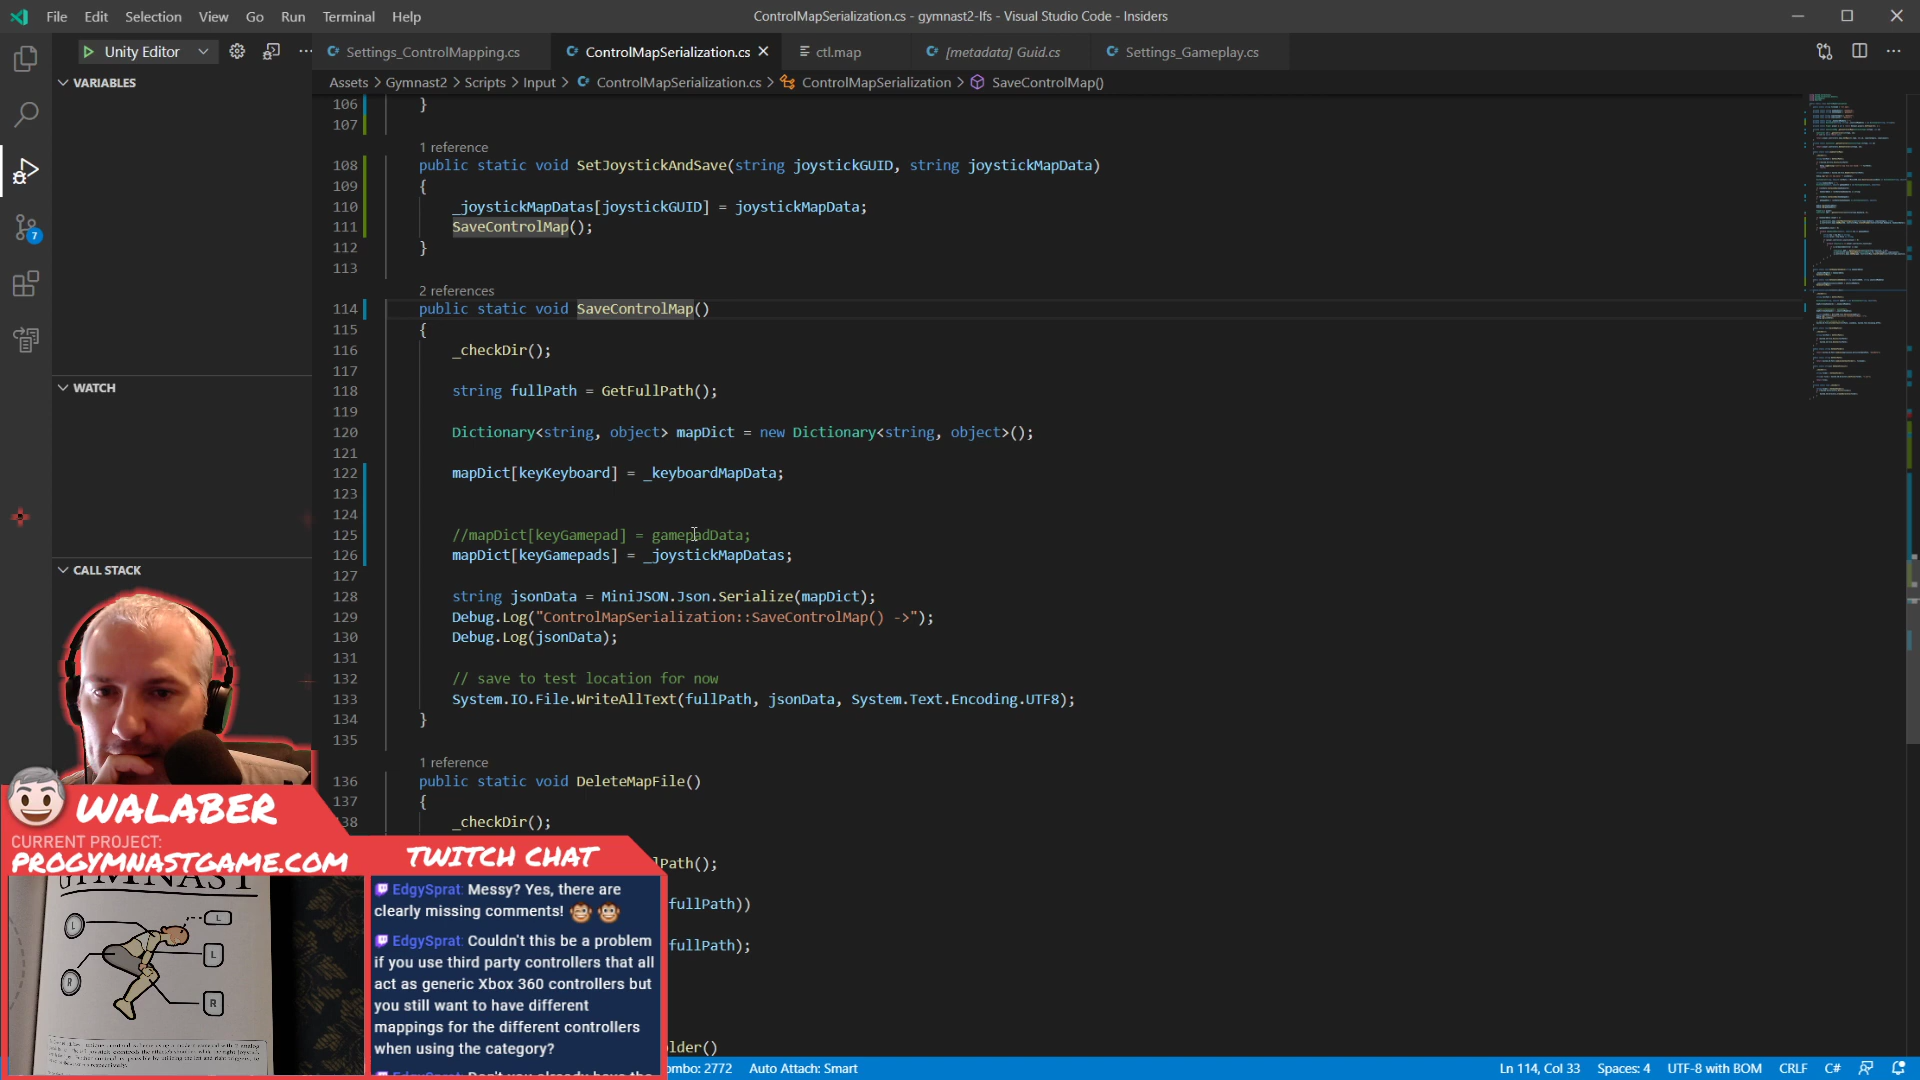 File Edit Selection View Go Run Terminal Help
ControlMapSerialization.cs - gymnast2-lfs - Visual Studio Code - Insiders
Unity Editor
Settings_ControlMapping.cs
ControlMapSerialization.cs
ctl.map
[metadata] Guid.cs
Settings_Gameplay.cs
VARIABLES
WATCH
CALL STACK
7
Assets > Gymnast2 > Scripts > Input > ControlMapSerialization.cs > ControlMapSerialization > SaveControlMap()
106 }
107
1 reference
108 public static void SetJoystickAndSave(string joystickGUID, string joystickMapData)
109 {
110 _joystickMapDatas[joystickGUID] = joystickMapData;
111 SaveControlMap();
112 }
113
2 references
114 public static void SaveControlMap()
115 {
116 _checkDir();
117
118 string fullPath = GetFullPath();
119
120 Dictionary<string, object> mapDict = new Dictionary<string, object>();
121
122 mapDict[keyKeyboard] = _keyboardMapData;
123
124
125 //mapDict[keyGamepad] = gamepadData;
126 mapDict[keyGamepads] = _joystickMapDatas;
127
128 string jsonData = MiniJSON.Json.Serialize(mapDict);
129 Debug.Log("ControlMapSerialization::SaveControlMap() ->");
130 Debug.Log(jsonData);
131
132 // save to test location for now
133 System.IO.File.WriteAllText(fullPath, jsonData, System.Text.Encoding.UTF8);
134 }
135
1 reference
136 public static void DeleteMapFile()
137 {
138 _checkDir();
lPath();
fullPath))
fullPath);
lder()
WALABER
CURRENT PROJECT:
PROGYMNASTGAME.COM
TWITCH CHAT
GYMNAST
L
L
L
R
R
EdgySprat: Messy? Yes, there are
clearly missing comments!
EdgySprat: Couldn't this be a problem
if you use third party controllers that all
act as generic Xbox 360 controllers but
you still want to have different
mappings for the different controllers
when using the category?
ombo: 2772 Auto Attach: Smart
Ln 114, Col 33 Spaces: 4 UTF-8 with BOM CRLF C#